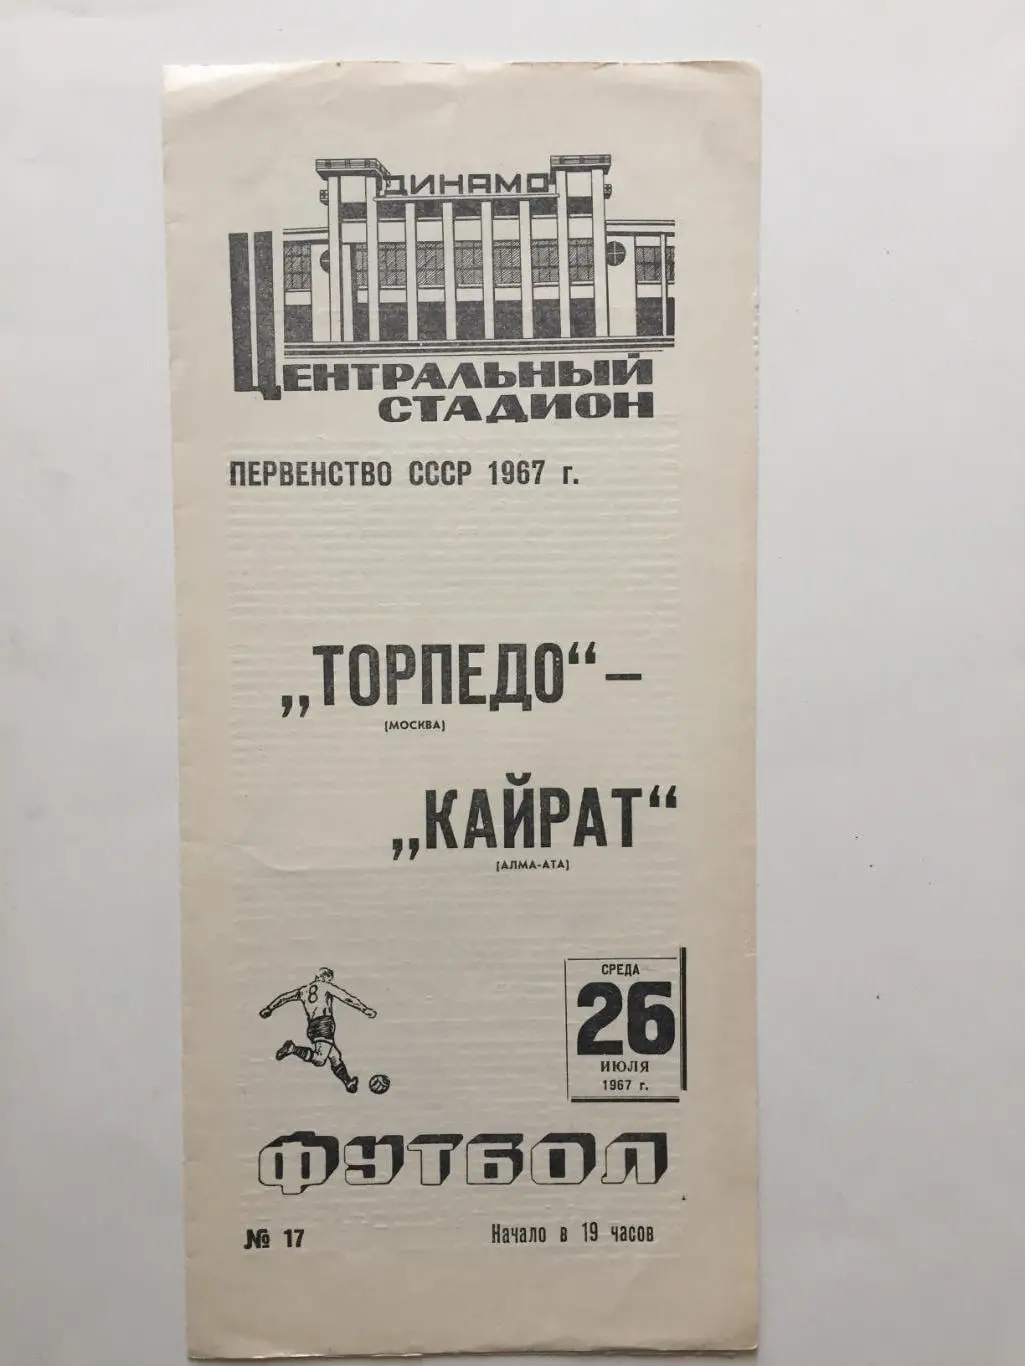 ДИНАМО
ЦЕНТРАЛЬНЫЙ
СТАДИОН
ПЕРВЕНСТВО СССР 1967 г.
„ТОРПЕДО“ –
(МОСКВА)
„КАЙРАТ“
(АЛМА-АТА)
8
СРЕДА
26
ИЮЛЯ
1967 г.
ФУТБОЛ
№ 17 Начало в 19 часов